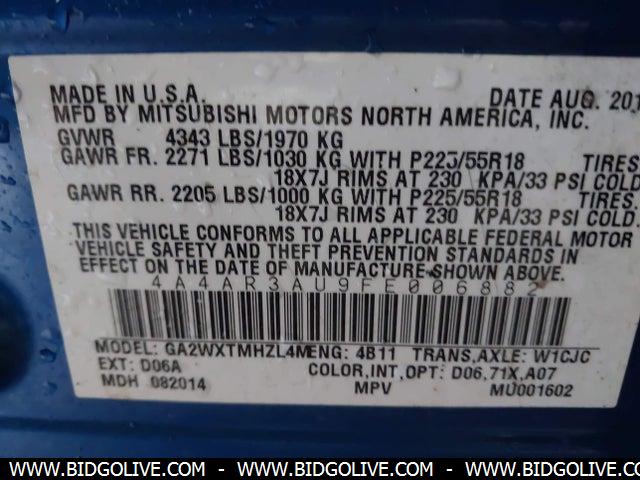 MADE IN U.S.A. DATE AUG. 201
MFD BY MITSUBISHI MOTORS NORTH AMERICA, INC.
GVWR 4343 LBS/1970 KG
GAWR FR. 2271 LBS/1030 KG WITH P225/55R18 TIRES
18X7J RIMS AT 230 KPA/33 PSI COLD
GAWR RR. 2205 LBS/1000 KG WITH P225/55R18 TIRES.
18X7J RIMS AT 230 KPA/33 PSI COLD.
THIS VEHICLE CONFORMS TO ALL APPLICABLE FEDERAL MOTOR
VEHICLE SAFETY AND THEFT PREVENTION STANDARDS IN
EFFECT ON THE DATE OF MANUFACTURE SHOWN ABOVE.
4A4AR3AU9FE006882
MODEL: GA2WXTMHZL4M ENG: 4B11 TRANS,AXLE: W1CJC
EXT: D06A COLOR,INT,OPT: D06,71X,A07
MDH 082014 MPV MU001602
WWW.BIDGOLIVE.COM - WWW.BIDGOLIVE.COM - WWW.BIDGOLIVE.COM